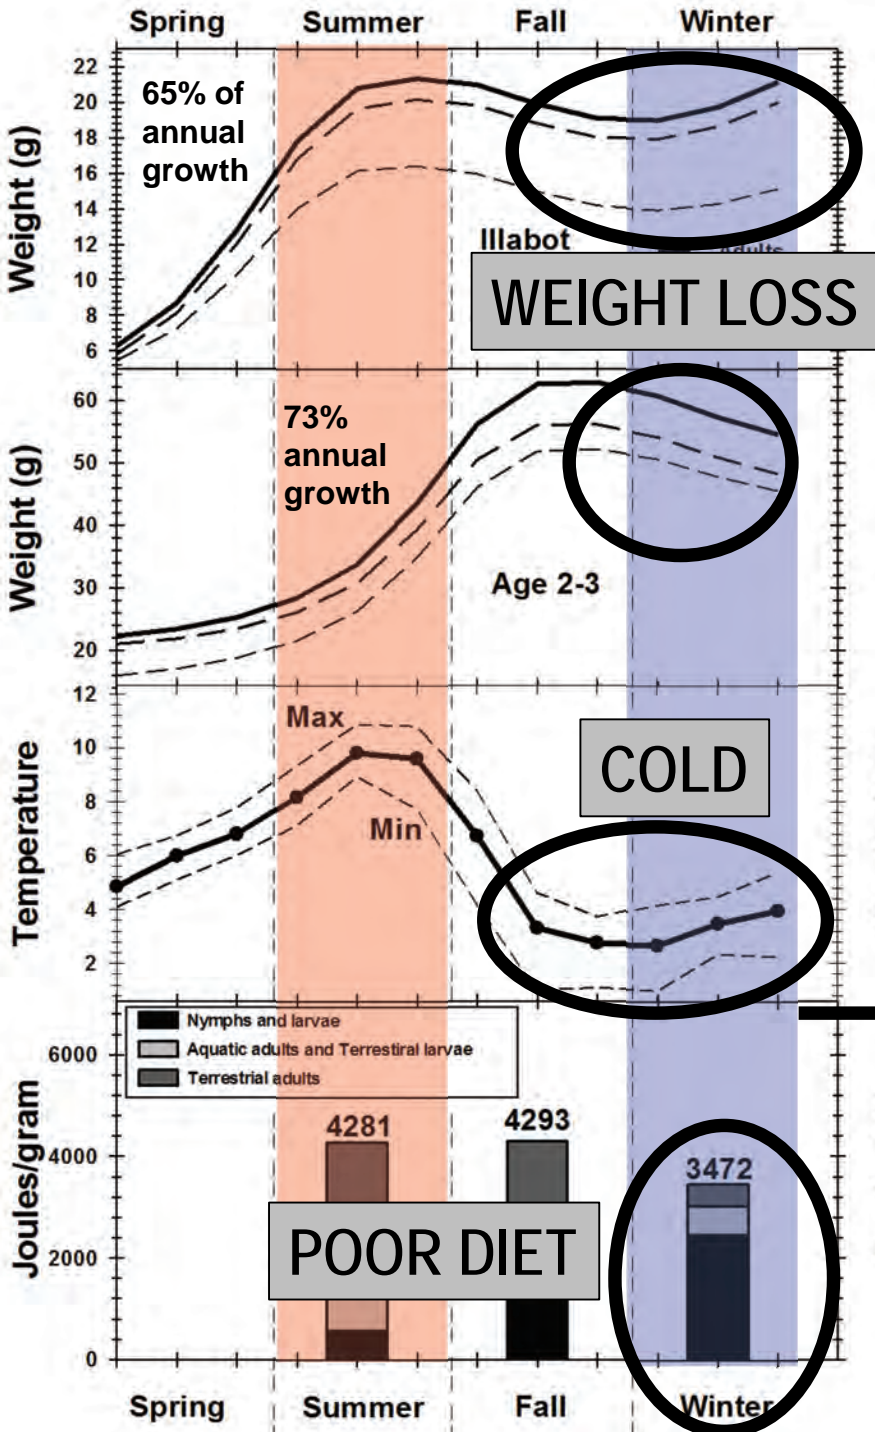 Spring Summer Fall Winter
Weight (g)
22
20
18
16
14
12
10
8
6
65% of
annual
growth
Illabot
Adults
WEIGHT LOSS
Weight (g)
60
50
40
30
20
73%
annual
growth
Age 2-3
Temperature
12
10
8
6
4
2
Max
Min
COLD
Joules/gram
6000
4000
2000
0
Nymphs and larvae
Aquatic adults and Terrestiral larvae
Terrestrial adults
4281
4293
3472
POOR DIET
Spring Summer Fall Winter